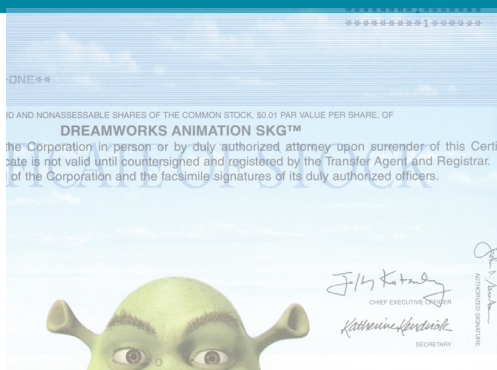 ********1******
-ONE**
ID AND NONASSESSABLE SHARES OF THE COMMON STOCK, $0.01 PAR VALUE PER SHARE, OF
DREAMWORKS ANIMATION SKG™
the Corporation in person or by duly authorized attorney upon surrender of this Certi
cate is not valid until countersigned and registered by the Transfer Agent and Registrar.
of the Corporation and the facsimile signatures of its duly authorized officers.
TIFICATE OF STOCK
CHIEF EXECUTIVE OFFICER
Katherine Kendrick
SECRETARY
AUTHORIZED SIGNATURE